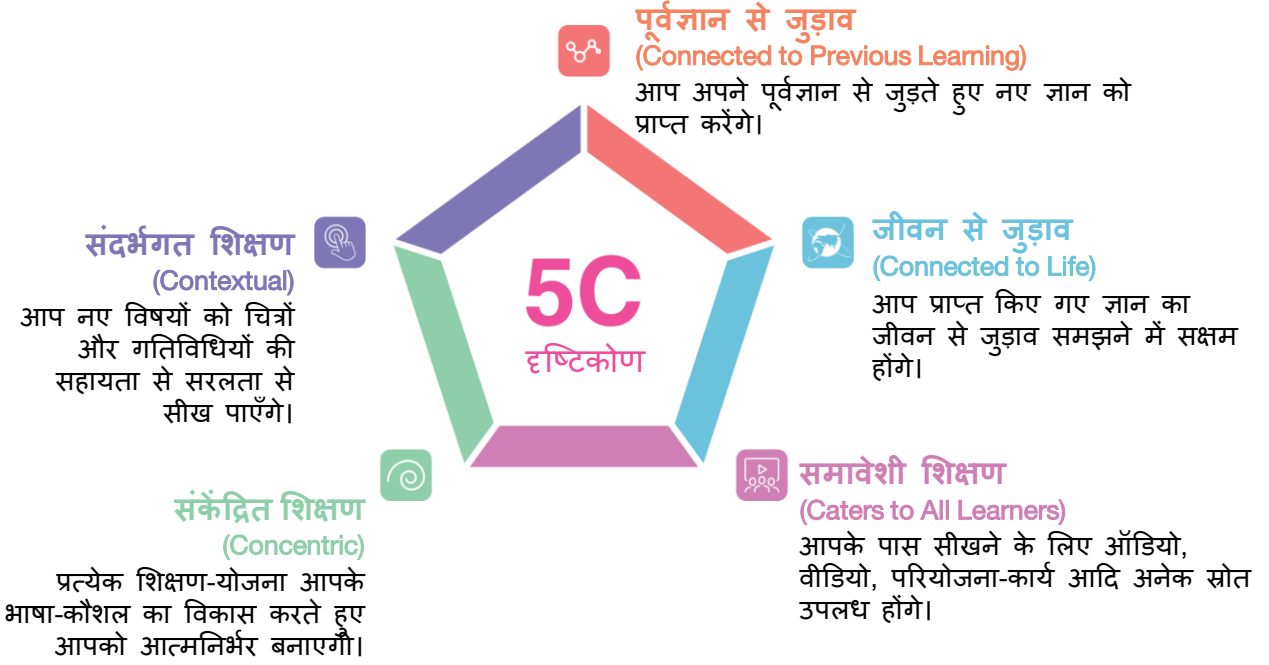 पूर्वज्ञान से जुड़ाव
(Connected to Previous Learning)
आप अपने पूर्वज्ञान से जुड़ते हुए नए ज्ञान को
प्राप्त करेंगे।
जीवन से जुड़ाव
(Connected to Life)
आप प्राप्त किए गए ज्ञान का
जीवन से जुड़ाव समझने में सक्षम
होंगे।
समावेशी शिक्षण
(Caters to All Learners)
आपके पास सीखने के लिए ऑडियो,
वीडियो, परियोजना-कार्य आदि अनेक स्रोत
उपलध होंगे।
संकेंद्रित शिक्षण
(Concentric)
प्रत्येक शिक्षण-योजना आपके
भाषा-कौशल का विकास करते हुए
आपको आत्मनिर्भर बनाएगी।
संदर्भगत शिक्षण
(Contextual)
आप नए विषयों को चित्रों
और गतिविधियों की
सहायता से सरलता से
सीख पाएँगे।
5C
दृष्टिकोण